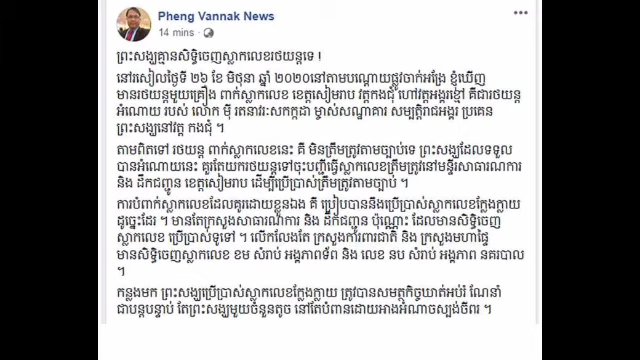 Pheng Vannak News
14 mins
ព្រះសង្ឃគ្មានសិទ្ធិចេញស្លាកលេខរថយន្តទេ !
នៅរសៀលថ្ងៃទី ២៦ ខែ មិថុនា ឆ្នាំ ២០២០នៅតាមបណ្តោយផ្លូវចាក់អង្រែ ខ្ញុំឃើញ
មានរថយន្តមួយគ្រឿង ពាក់ស្លាកលេខ ខេត្តសៀមរាប វត្តកងជុំ ហៅវត្តអង្គរខ្មៅ គឺជារថយន្ត
អំណោយ របស់ លោក ម៉ី រតនាវរៈសកក្កដា ម្ចាស់សណ្ឋាគារ សម្បត្តិរាជអង្គរ ប្រគេន
ព្រះសង្ឃនៅវត្ត កងជុំ ។
តាមពិតទៅ រថយន្ត ពាក់ស្លាកលេខនេះ គឺ មិនត្រឹមត្រូវតាមច្បាប់ទេ ព្រះសង្ឃដែលទទួល
បានអំណោយនេះ គួរតែយករថយន្តទៅចុះបញ្ជីធ្វើស្លាកលេខត្រឹមត្រូវនៅមន្ទីរសាធារណការ
និង ដឹកជញ្ជូន ខេត្តសៀមរាប ដើម្បីប្រើប្រាស់ត្រឹមត្រូវតាមច្បាប់ ។
ការបំពាក់ស្លាកលេខដែលគូរដោយខ្លួនឯង គឺ ប្រៀបបាននឹងប្រើប្រាស់ស្លាកលេខក្លែងក្លាយ
ដូច្នេះដែរ ។ មានតែក្រសួងសាធារណការ និង ដឹកជញ្ជូន ប៉ុណ្ណោះ ដែលមានសិទ្ធិចេញ
ស្លាកលេខ ប្រើប្រាស់ទូទៅ ។ លើកលែងតែ ក្រសួងការពារជាតិ និង ក្រសួងមហាផ្ទៃ
មានសិទ្ធិចេញស្លាកលេខ ខម សំរាប់ អង្គភាពទ័ព និង លេខ នប សំរាប់ អង្គភាព នគរបាល
។
កន្លងមក ព្រះសង្ឃប្រើប្រាស់ស្លាកលេខក្លែងក្លាយ ត្រូវបានសមត្ថកិច្ចឃាត់អប់រំ ណែនាំ
ជាបន្តបន្ទាប់ តែព្រះសង្ឃមួយចំនួនតូច នៅតែបំពានដោយអាងអំណាចស្បង់ចីពរ ។